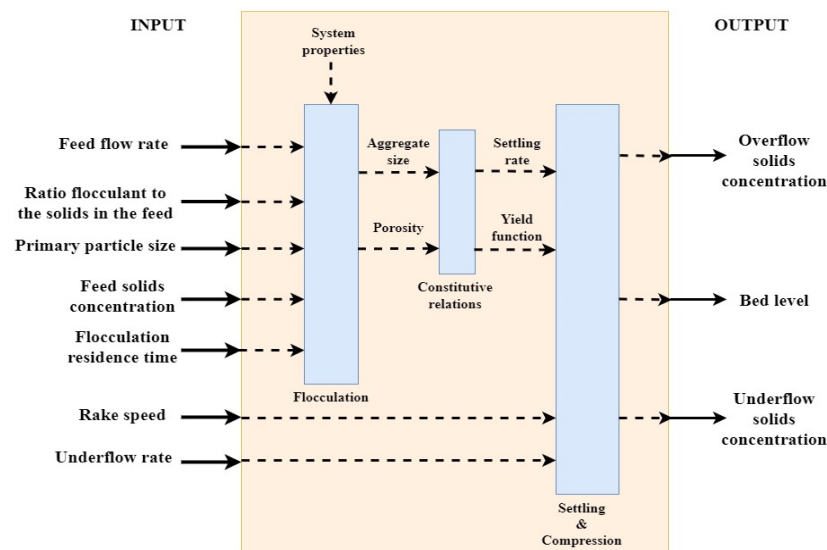 INPUT
OUTPUT
System
properties
Feed flow rate
Ratio flocculant to
the solids in the feed
Primary particle size
Feed solids
concentration
Flocculation
residence time
Rake speed
Underflow rate
Flocculation
Aggregate
size
Porosity
Constitutive
relations
Settling
rate
Yield
function
Settling
&
Compression
Overflow
solids
concentration
Bed level
Underflow
solids
concentration